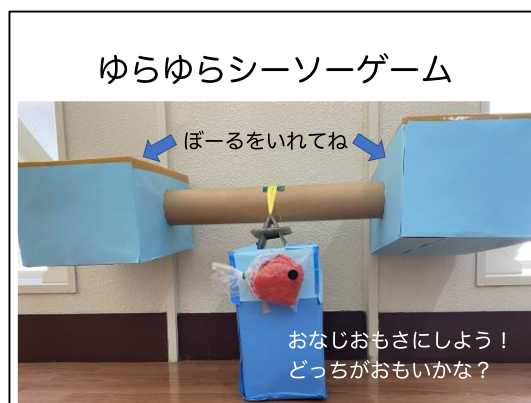 ゆらゆらシーソーゲーム
ぼーるをいれてね
おなじおもさにしよう！
どっちがおもいかな？